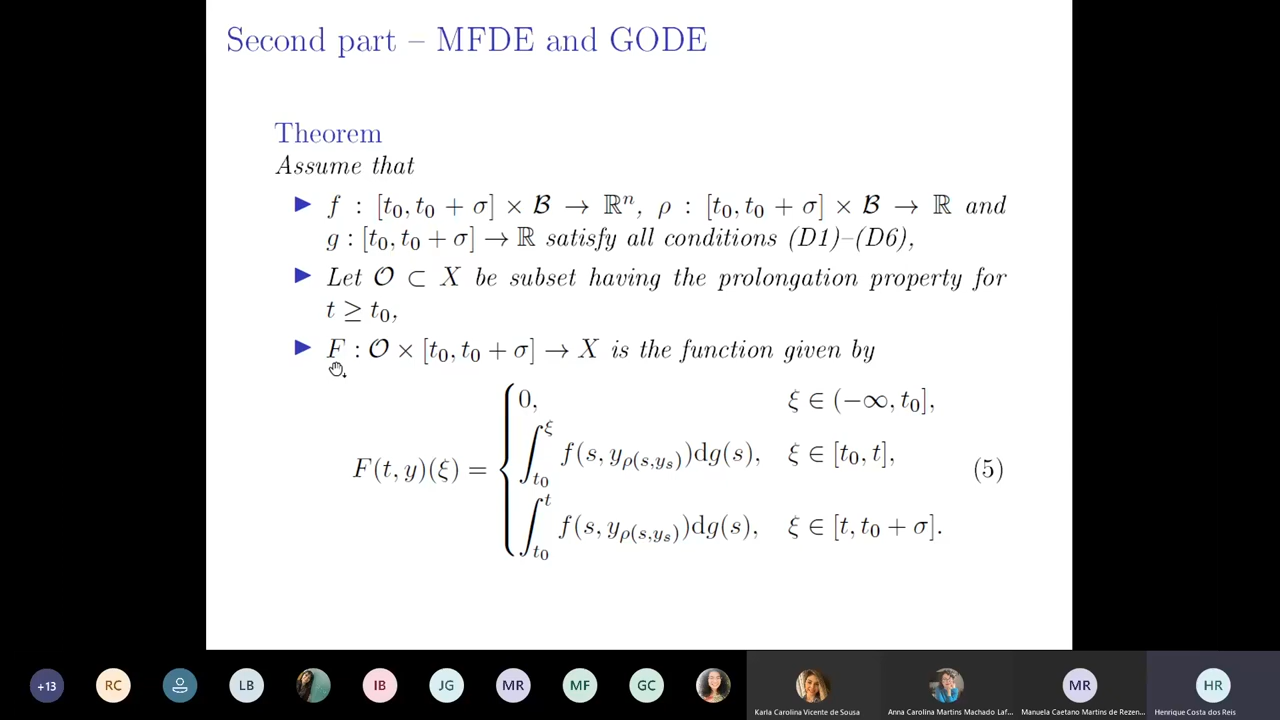 Second part – MFDE and GODE
Theorem
Assume that
▶ f : [t₀, t₀ + σ] × ℬ → ℝⁿ, ρ : [t₀, t₀ + σ] × ℬ → ℝ and
g : [t₀, t₀ + σ] → ℝ satisfy all conditions (D1)–(D6),
▶ Let 𝒪 ⊂ X be subset having the prolongation property for
t ≥ t₀,
▶ F : 𝒪 × [t₀, t₀ + σ] → X is the function given by
0, ξ ∈ (−∞, t₀],
F(t, y)(ξ) = { ∫_{t₀}^{ξ} f(s, y_{ρ(s,y_s)})dg(s), ξ ∈ [t₀, t], (5)
∫_{t₀}^{t} f(s, y_{ρ(s,y_s)})dg(s), ξ ∈ [t, t₀ + σ].
+13 RC LB IB JG MR MF GC MR HR
Karla Carolina Vicente de Sousa Anna Carolina Martins Machado Laf... Manuela Caetano Martins de Rezen... Henrique Costa dos Reis